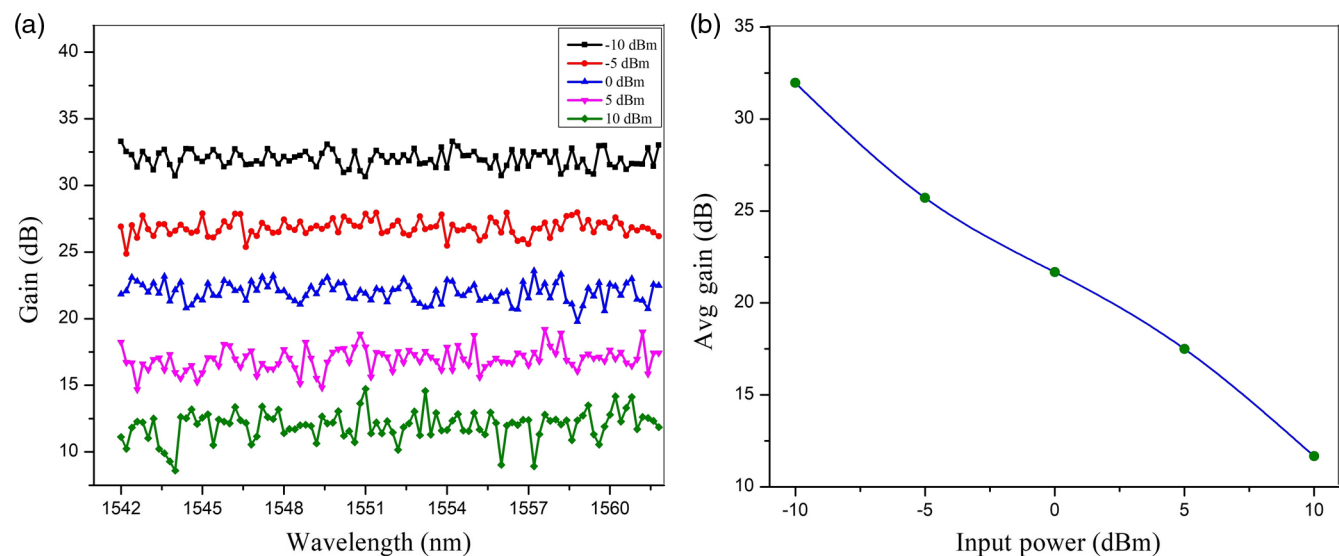 (a)
Gain (dB)
40
35
30
25
20
15
10
-10 dBm
-5 dBm
0 dBm
5 dBm
10 dBm
1542 1545 1548 1551 1554 1557 1560
Wavelength (nm)
(b)
Avg gain (dB)
35
30
25
20
15
10
-10 -5 0 5 10
Input power (dBm)